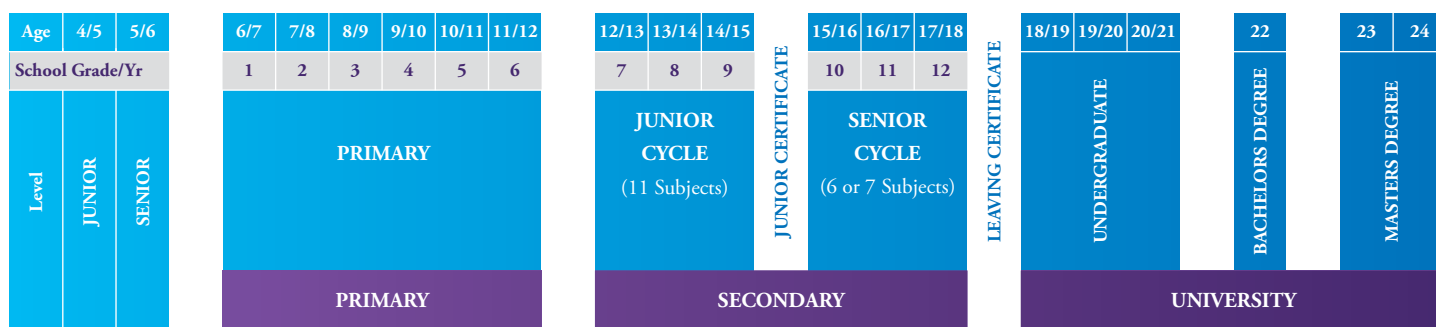 Age 4/5 5/6 6/7 7/8 8/9 9/10 10/11 11/12 12/13 13/14 14/15 15/16 16/17 17/18 18/19 19/20 20/21 22 23 24
School Grade/Yr 1 2 3 4 5 6 7 8 9 10 11 12
Level
JUNIOR
SENIOR
PRIMARY
JUNIOR
CYCLE
(11 Subjects)
JUNIOR CERTIFICATE
SENIOR
CYCLE
(6 or 7 Subjects)
LEAVING CERTIFICATE
UNDERGRADUATE
BACHELORS DEGREE
MASTERS DEGREE
PRIMARY
SECONDARY
UNIVERSITY